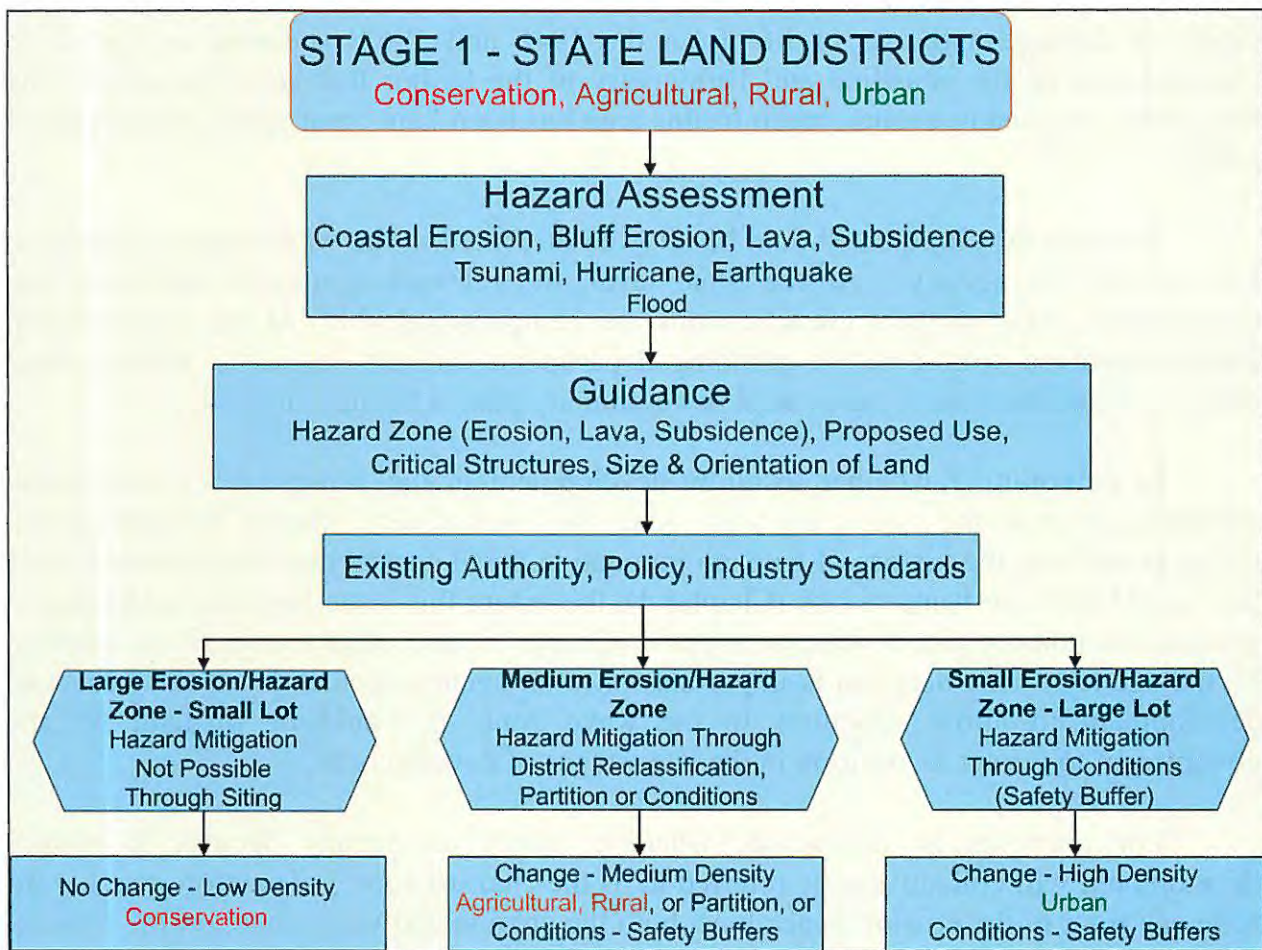 STAGE 1 - STATE LAND DISTRICTS
Conservation, Agricultural, Rural, Urban
Hazard Assessment
Coastal Erosion, Bluff Erosion, Lava, Subsidence
Tsunami, Hurricane, Earthquake
Flood
Guidance
Hazard Zone (Erosion, Lava, Subsidence), Proposed Use,
Critical Structures, Size & Orientation of Land
Existing Authority, Policy, Industry Standards
Large Erosion/Hazard
Zone - Small Lot
Hazard Mitigation
Not Possible
Through Siting
Medium Erosion/Hazard
Zone
Hazard Mitigation Through
District Reclassification,
Partition or Conditions
Small Erosion/Hazard
Zone - Large Lot
Hazard Mitigation
Through Conditions
(Safety Buffer)
No Change - Low Density
Conservation
Change - Medium Density
Agricultural, Rural, or Partition, or
Conditions - Safety Buffers
Change - High Density
Urban
Conditions - Safety Buffers